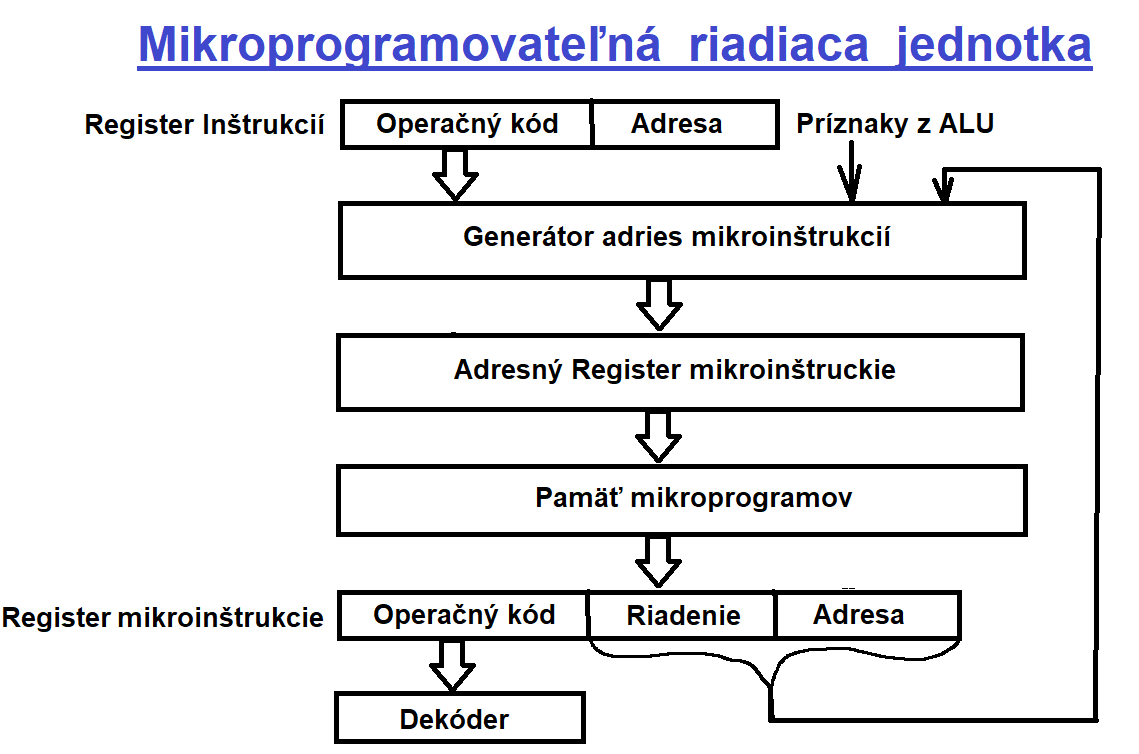 Mikroprogramovateľná riadiaca jednotka
Register Inštrukcií Operačný kód Adresa Príznaky z ALU
Generátor adries mikroinštrukcií
Adresný Register mikroinštruckie
Pamäť mikroprogramov
Register mikroinštrukcie Operačný kód Riadenie Adresa
Dekóder